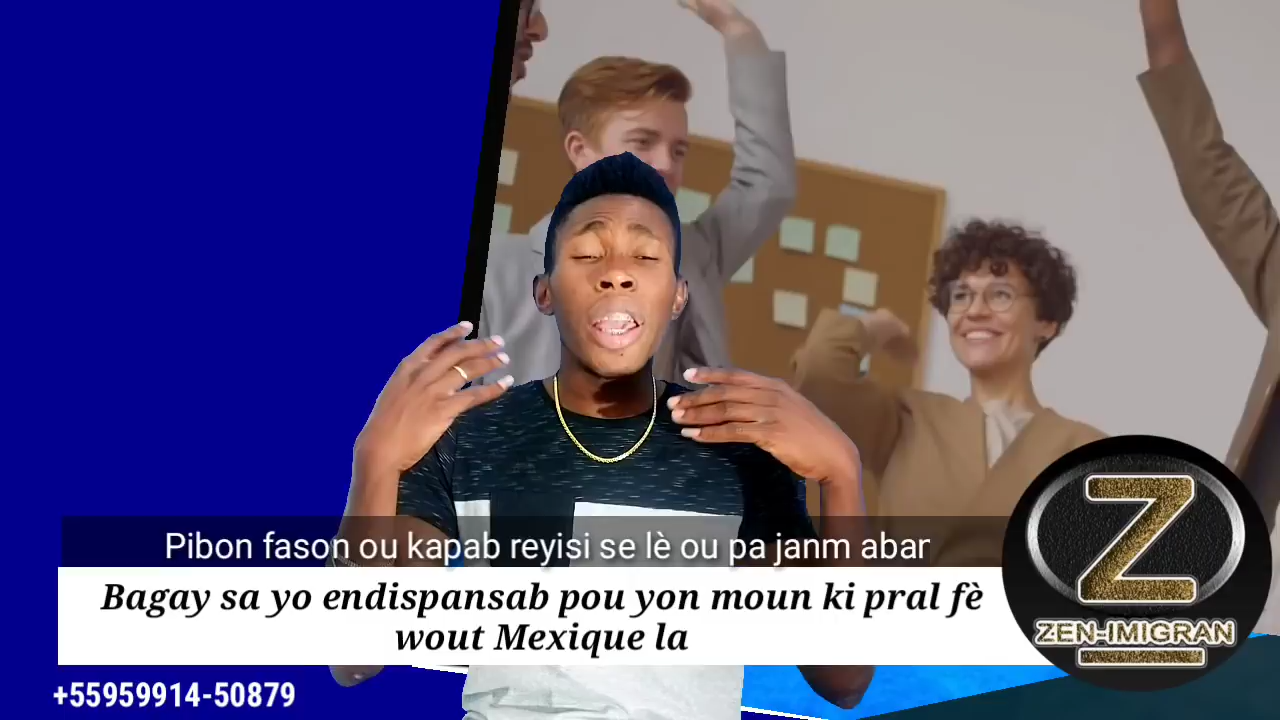 Pibon fason ou kapab reyisi se lè ou pa janm abar
Bagay sa yo endispansab pou yon moun ki pral fè
wout Mexique la
Z
ZEN-IMIGRAN
+55959914-50879